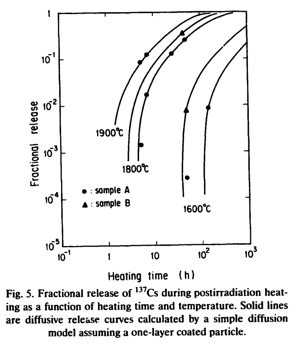 1
10⁻¹
10⁻²
10⁻³
10⁻⁴
10⁻⁵
Fractional release
1900°C
1800°C
1600°C
● : sample A
▲ : sample B
10⁻¹ 1 10¹ 10² 10³
Heating time (h)
Fig. 5. Fractional release of ¹³⁷Cs during postirradiation heat-
ing as a function of heating time and temperature. Solid lines
are diffusive release curves calculated by a simple diffusion
model assuming a one-layer coated particle.